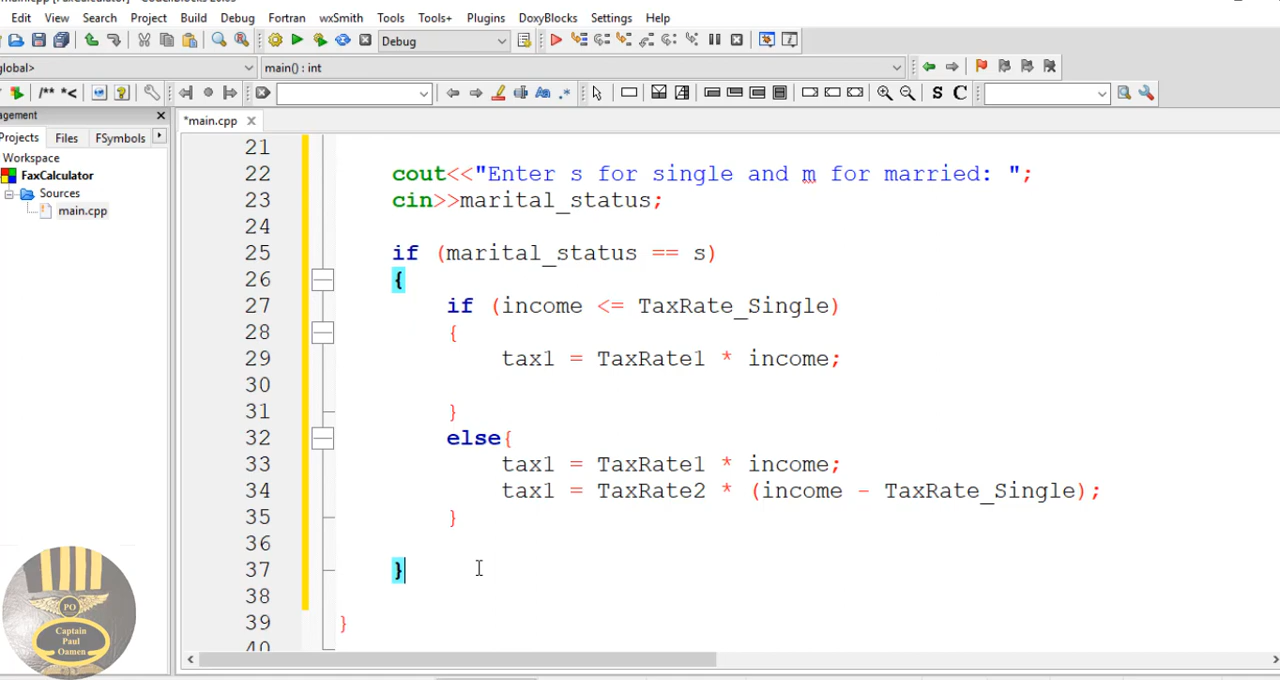 Edit View Search Project Build Debug Fortran wxSmith Tools Tools+ Plugins DoxyBlocks Settings Help
Debug
global> main() : int
/** *< S C
agement
*main.cpp
Projects Files FSymbols
Workspace
FaxCalculator
Sources
main.cpp
21
22 cout<<"Enter s for single and m for married: ";
23 cin>>marital_status;
24
25 if (marital_status == s)
26 {
27 if (income <= TaxRate_Single)
28 {
29 tax1 = TaxRate1 * income;
30
31 }
32 else{
33 tax1 = TaxRate1 * income;
34 tax1 = TaxRate2 * (income - TaxRate_Single);
35 }
36
37 }
38
39 }
40
PO
Captain
Paul
Oamen